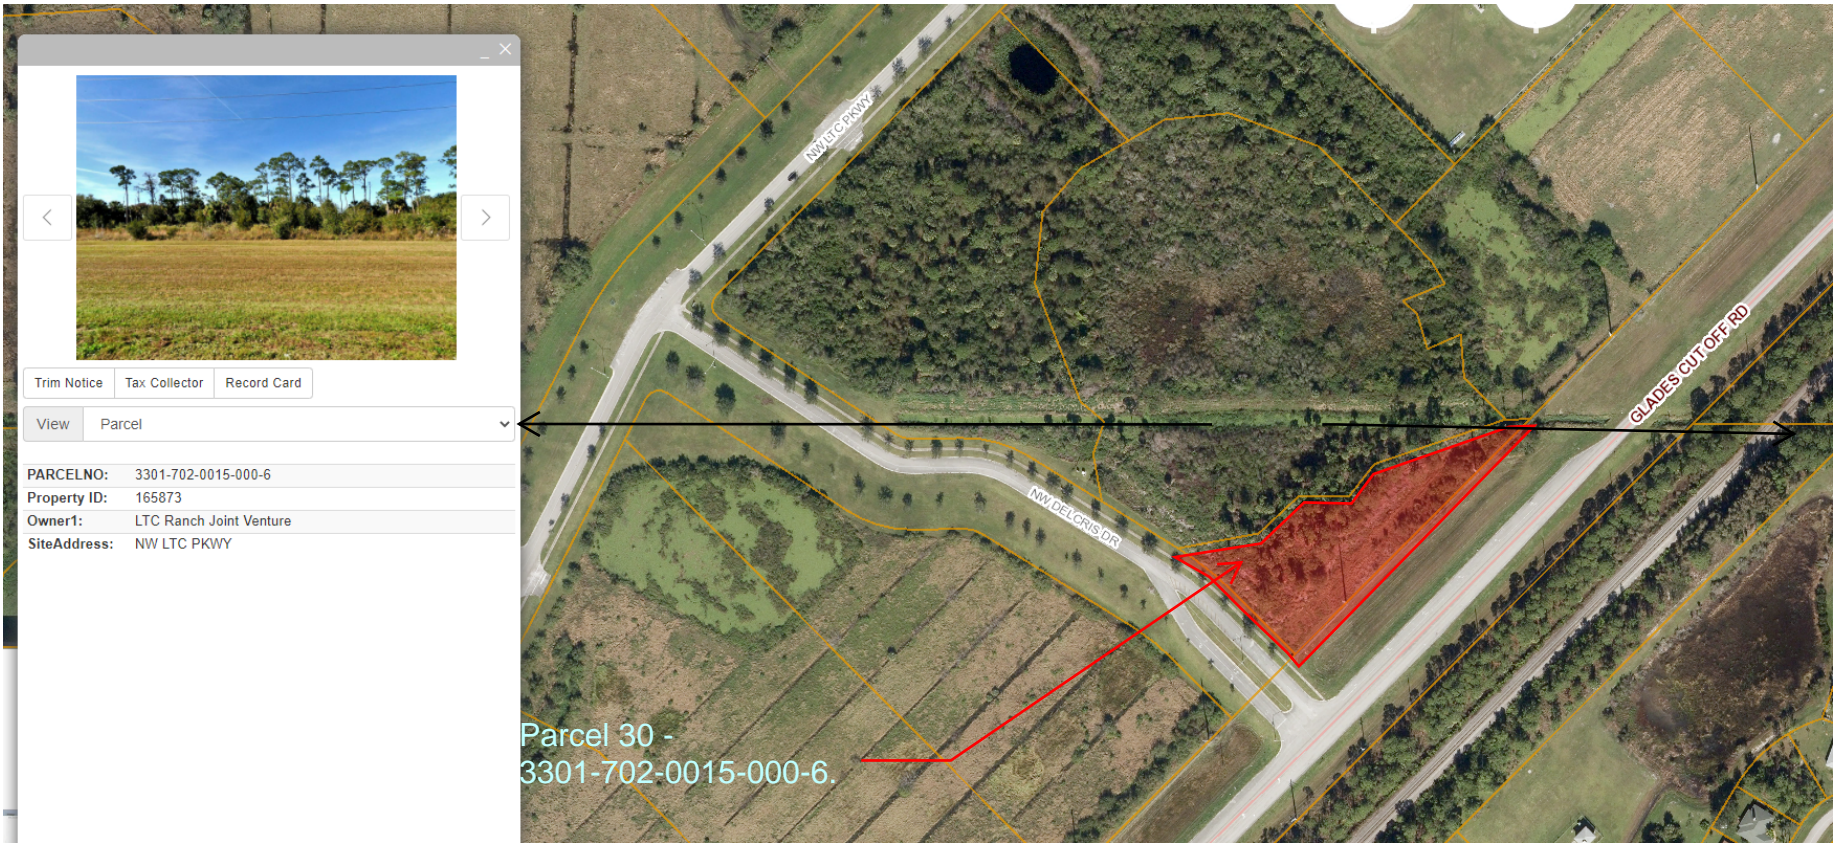 Trim Notice Tax Collector Record Card
View Parcel
PARCELNO: 3301-702-0015-000-6
Property ID: 165873
Owner1: LTC Ranch Joint Venture
SiteAddress: NW LTC PKWY
NW LTC PKWY
GLADES CUT OFF RD
NW DELCRIS DR
Parcel 30 -
3301-702-0015-000-6.